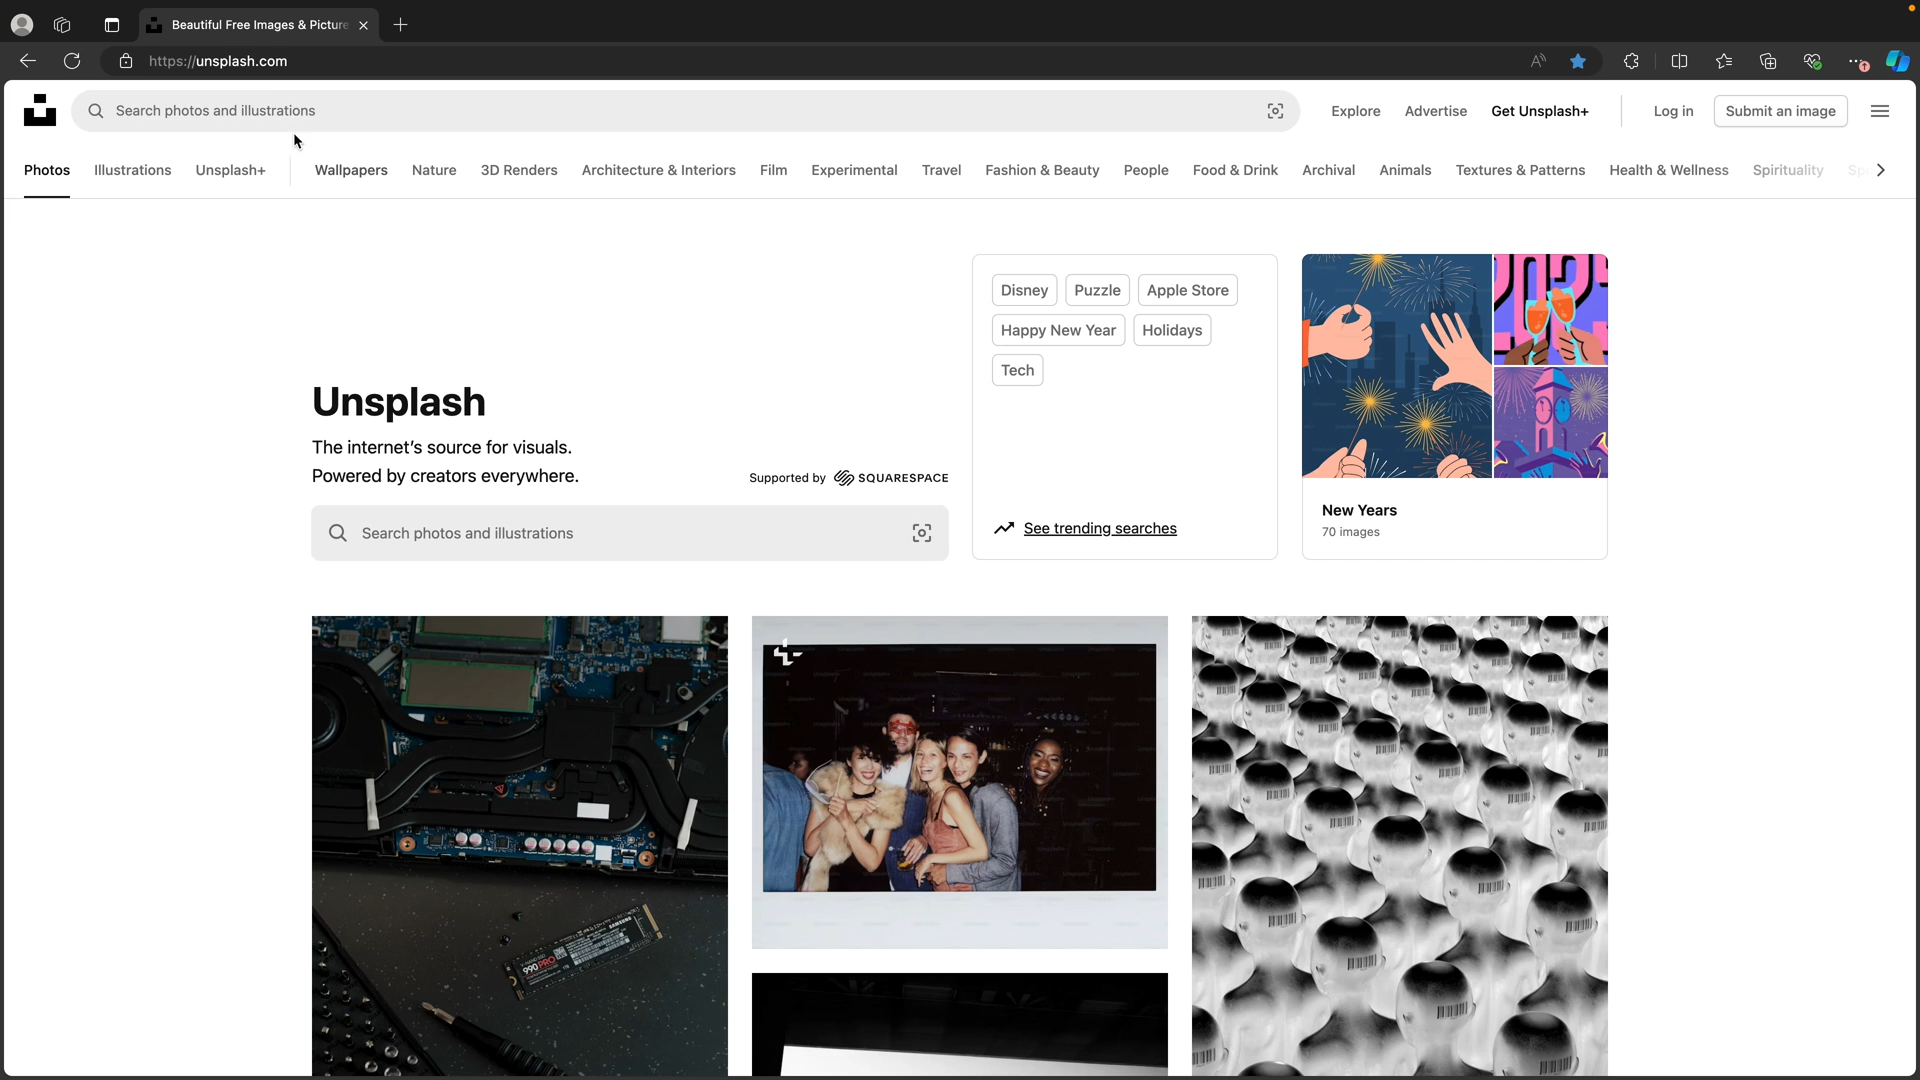 Beautiful Free Images & Picture
https://unsplash.com
Search photos and illustrations
Explore
Advertise
Get Unsplash+
Log in
Submit an image
Photos
Illustrations
Unsplash+
Wallpapers
Nature
3D Renders
Architecture & Interiors
Film
Experimental
Travel
Fashion & Beauty
People
Food & Drink
Archival
Animals
Textures & Patterns
Health & Wellness
Spirituality
Unsplash
The internet's source for visuals.
Powered by creators everywhere.
Supported by SQUARESPACE
Search photos and illustrations
Disney
Puzzle
Apple Store
Happy New Year
Holidays
Tech
See trending searches
New Years
70 images
990 PRO
SAMSUNG